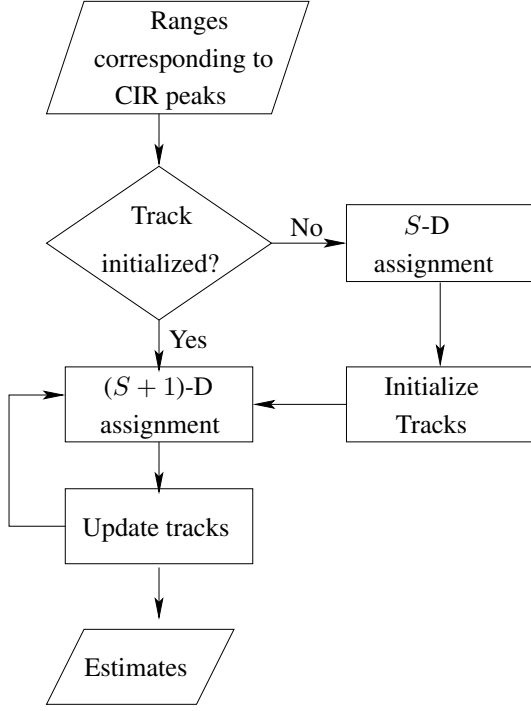 Ranges
corresponding to
CIR peaks
Track
initialized?
No
S-D
assignment
Yes
(S + 1)-D
assignment
Initialize
Tracks
Update tracks
Estimates